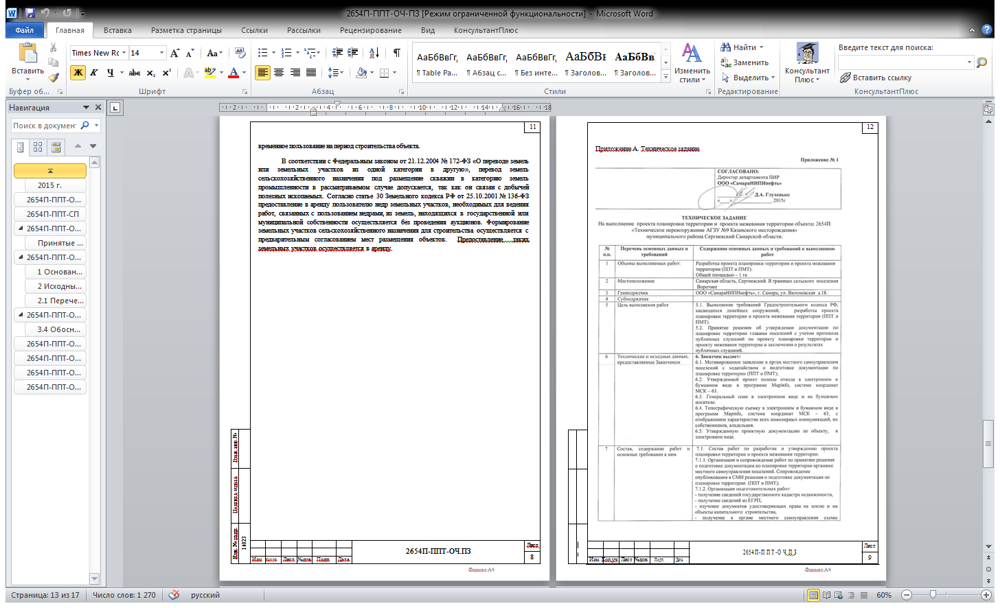 2654П-ППТ-ОЧ-ПЗ [Режим ограниченной функциональности] - Microsoft Word
Файл Главная Вставка Разметка страницы Ссылки Рассылки Рецензирование Вид КонсультантПлюс
Вставить
Буфер об...
Times New Rc 14
Ж К Ч abc x₂ x²
Шрифт
Абзац
АаБбВвГг, АаБбВвГг, АаБбВвГг, АаБбВв АаБбВв.
¶ Table Pa... ¶ Абзац с... ¶ Без инте... ¶ Заголов... ¶ Заголов...
Стили
Изменить стили
Найти
Заменить
Выделить
Редактирование
Консультант Плюс
Введите текст для поиска:
Вставить ссылку
КонсультантПлюс
Навигация
Поиск в докумен
2015 г.
2654П-ППТ-О...
2654П-ППТ-СП
2654П-ППТ-О...
Принятые ...
2654П-ППТ-О...
1 Основан...
2 Исходны...
2.1 Перече...
2654П-ППТ-О...
3.4 Обосн...
2654П-ППТ-О...
2654П-ППТ-О...
2654П-ППТ-О...
2654П-ППТ-О...
2 2 4 6 8 10 12 14 16 18
11
временное пользование на период строительства объекта.
В соответствии с Федеральным законом от 21.12.2004 № 172-ФЗ «О переводе земель
или земельных участков из одной категории в другую», перевод земель
сельскохозяйственного назначения под размещение скважин в категорию земель
промышленности в рассматриваемом случае допускается, так как он связан с добычей
полезных ископаемых. Согласно статье 30 Земельного кодекса РФ от 25.10.2001 № 136-ФЗ
предоставление в аренду пользователю недр земельных участков, необходимых для ведения
работ, связанных с пользованием недрами, из земель, находящихся в государственной или
муниципальной собственности осуществляется без проведения аукционов. Формирование
земельных участков сельскохозяйственного назначения для строительства осуществляется с
предварительным согласованием мест размещения объектов. Предоставление таких
земельных участков осуществляется в аренду.
Взам. инв. №
Подпись и дата
Инв. № подл.
16023
Изм. Кол.уч. Лист. №док Подп. Дата
2654П-ППТ-ОЧ.ПЗ
Лист
8
Формат А4
12
Приложение А. Техническое задание
Приложение № 1
СОГЛАСОВАНО:
Директор департамента ПИР
ООО «СамараНИПИнефть»
Д.А. Глухенько
«___» 2015г
ТЕХНИЧЕСКОЕ ЗАДАНИЕ
На выполнение проекта планировки территории и проекта межевания территории объекта: 2654П
«Техническое перевооружение АГЗУ №9 Казанского месторождения»
муниципального района Сергиевский Самарской области.
№ п.п. Перечень основных данных и требований Содержание основных данных и требований к выполнению работ
1 Объемы выполняемых работ: Разработка проекта планировки территории и проекта межевания
территории (ППТ и ПМТ).
Общей площадью – 1 га
2 Местоположение Самарская область, Сергиевский. В границах сельского поселения
Воротнее
3 Генподрядчик ООО «СамараНИПИнефть», г. Самара, ул. Вилоновская д.18.
4 Субподрядчик
5 Цель выполнения работ 5.1. Выполнение требований Градостроительного кодекса РФ,
касающихся линейных сооружений, разработка проекта
планировки территории и проекта межевания территории (ППТ и
ПМТ).
5.2. Принятие решения об утверждении документации по
планировке территории главами поселений с учетом протокола
публичных слушаний по проекту планировки территории и
проекту межевания территории и заключения о результатах
публичных слушаний.
6 Технические и исходные данные, предоставляемые Заказчиком 6. Заказчик выдает:
6.1. Мотивированное заявление в орган местного самоуправления
поселений с ходатайством о подготовке документации по
планировке территории (ППТ и ПМТ);
6.2. Утвержденный проект полосы отвода в электронном и
бумажном виде в программе Mapinfo, системе координат
МСК – 63.
6.3. Генеральный план в электронном виде и на бумажном
носителе.
6.4. Топографическую съемку в электронном и бумажном виде в
программе Mapinfo, системе координат МСК – 63, с
отображением характеристик всех инженерных коммуникаций, их
собственников, владельцев.
6.5. Утвержденную проектную документацию по объекту, в
электронном виде.
7 Состав, содержание работ и основные требования к ним 7.1. Состав работ по разработке и утверждению проекта
планировки территории и проекта межевания территории.
7.1.1. Организация и сопровождение работ по принятию решения
о подготовке документации по планировке территории органами
местного самоуправления поселений. Сопровождение
опубликования в СМИ решения о подготовке документации по
планировке территории (ППТ и ПМТ);
7.1.2. Организация подготовительных работ:
- получение сведений государственного кадастра недвижимости,
- получение сведений из ЕГРП,
- изучение документов удостоверяющих права на землю и на
объекты капитального строительства,
- получение в органе местного самоуправления схемы
Изм. Кол.уч. Лист №док Подп. Дата
2654П-ППТ-ОЧ.ПЗ
Лист
9
Формат А4
Страница: 13 из 17 Число слов: 1 270 русский 60%